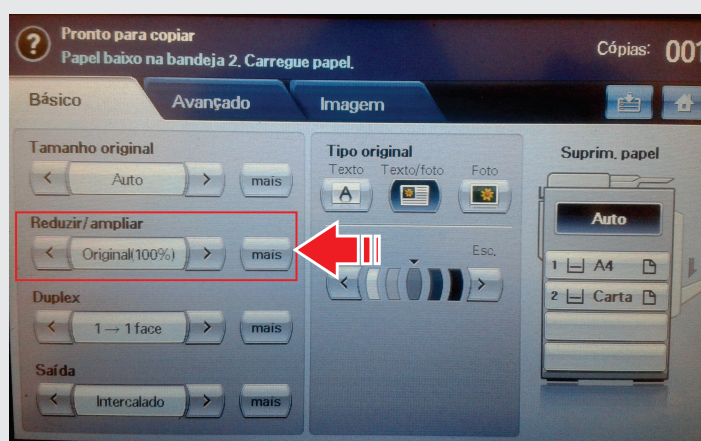 Pronto para copiar
Papel baixo na bandeja 2. Carregue papel.
Cópias: 001
Básico
Avançado
Imagem
Tamanho original
Auto
mais
Reduzir/ampliar
Original(100%)
mais
Duplex
1 → 1 face
mais
Saída
Intercalado
mais
Tipo original
Texto Texto/foto Foto
A
Esc.
Suprim. papel
Auto
1 A4
2 Carta